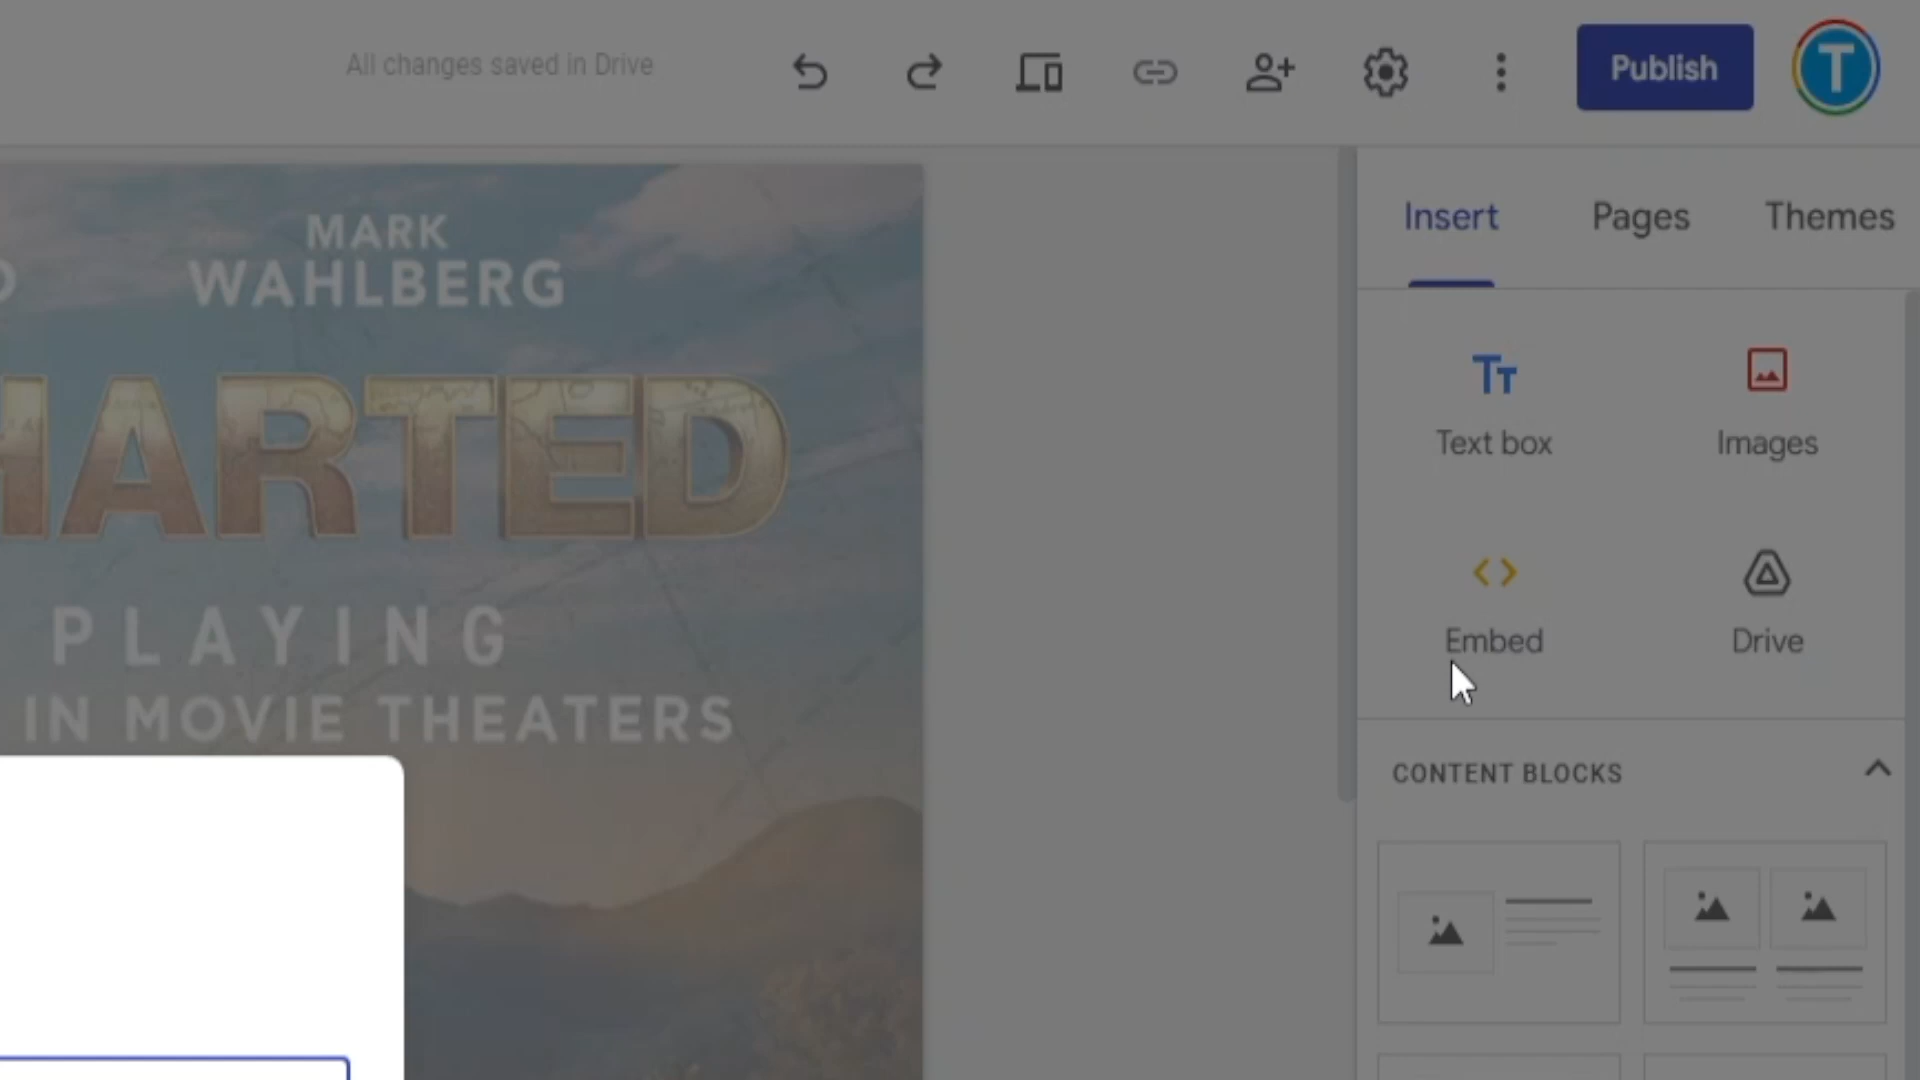 All changes saved in Drive
Publish
T
Insert
Pages
Themes
MARK
WAHLBERG
HARTED
PLAYING
IN MOVIE THEATERS
Text box
Images
Embed
Drive
CONTENT BLOCKS